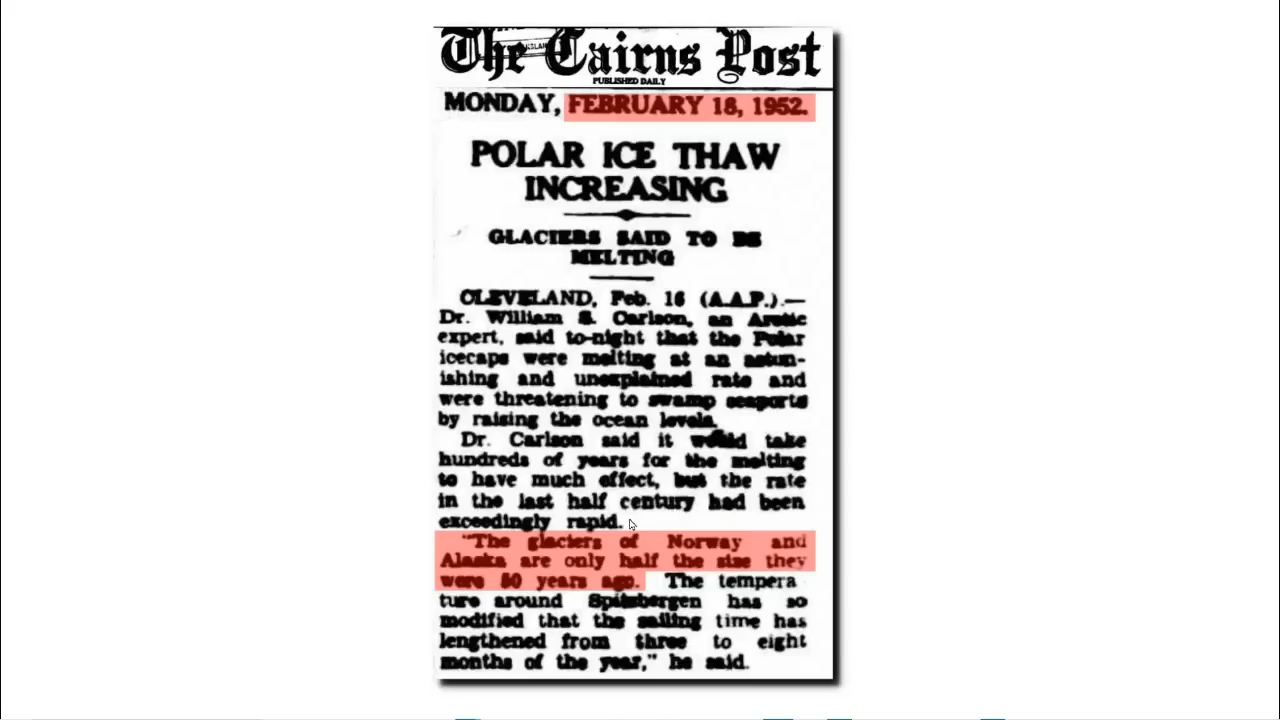 The Cairns Post
PUBLISHED DAILY
MONDAY, FEBRUARY 18, 1952.
POLAR ICE THAW
INCREASING
GLACIERS SAID TO BE
MELTING
CLEVELAND, Feb. 16 (A.A.P.).—
Dr. William S. Carlson, an Arctic
expert, said to-night that the Polar
icecaps were melting at an aston-
ishing and unexplained rate and
were threatening to swamp seaports
by raising the ocean levels.
Dr. Carlson said it would take
hundreds of years for the melting
to have much effect, but the rate
in the last half century had been
exceedingly rapid.
"The glaciers of Norway and
Alaska are only half the size they
were 50 years ago. The tempera
ture around Spitsbergen has so
modified that the sailing time has
lengthened from three to eight
months of the year," he said.